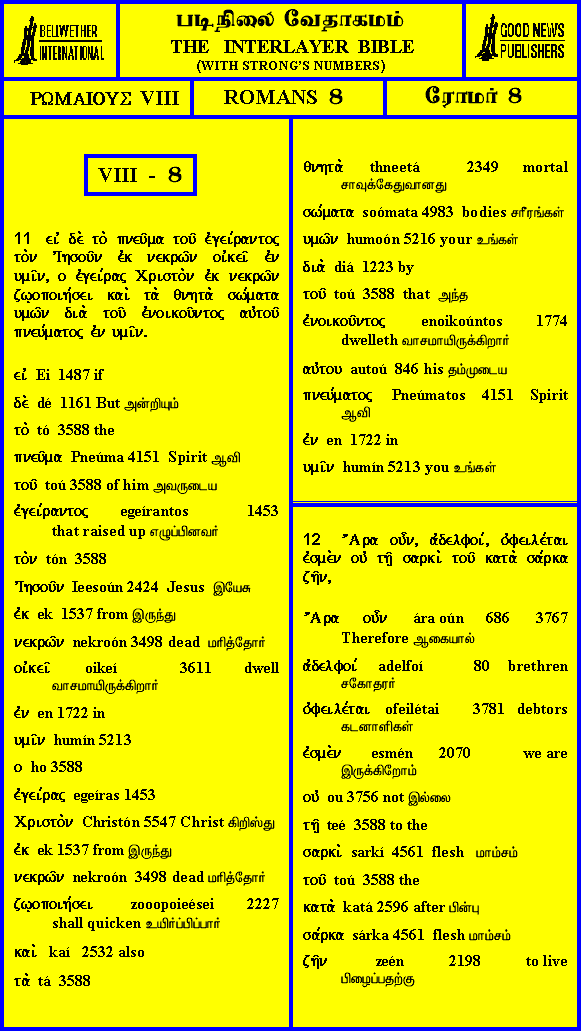 BELIWETHER
INTERNATIONAL
படிநிலை வேதாகமம்
THE INTERLAYER BIBLE
(WITH STRONG'S NUMBERS)
GOOD NEWS
PUBLISHERS
ΡΩΜΑΙΟΥΣ VIII
ROMANS 8
ரோமர் 8
VIII - 8
11 εἰ δὲ τὸ πνεῦμα τοῦ ἐγείραντος
τὸν Ἰησοῦν ἐκ νεκρῶν οἰκεῖ ἐν
υμῖν, ο ἐγείρας Χριστὸν ἐκ νεκρῶν
ζῳοποιήσει καὶ τὰ θνητὰ σώματα
υμῶν διὰ τοῦ ἐνοικοῦντος αὐτοῦ
πνεύματος ἐν υμῖν.
εἰ Ei 1487 if
δὲ dé 1161 But அன்றியும்
τὸ tó 3588 the
πνεῦμα Pneúma 4151 Spirit ஆவி
τοῦ toú 3588 of him அவருடைய
ἐγείραντος egeírantos 1453
that raised up எழுப்பினவர்
τὸν tón 3588
Ἰησοῦν Ieesoún 2424 Jesus இயேசு
ἐκ ek 1537 from இருந்து
νεκρῶν nekroón 3498 dead மரித்தோர்
οἰκεῖ oikeí 3611 dwell
வாசமாயிருக்கிறார்
ἐν en 1722 in
υμῖν humín 5213
ο ho 3588
ἐγείρας egeíras 1453
Χριστὸν Christón 5547 Christ கிறிஸ்து
ἐκ ek 1537 from இருந்து
νεκρῶν nekroón 3498 dead மரித்தோர்
ζῳοποιήσει zooopoieései 2227
shall quicken உயிர்ப்பிப்பார்
καὶ kaí 2532 also
τὰ tá 3588
θνητὰ thneetá 2349 mortal
சாவுக்கேதுவானது
σώματα soómata 4983 bodies சரீரங்கள்
υμῶν humoón 5216 your உங்கள்
διὰ diá 1223 by
τοῦ toú 3588 that அந்த
ἐνοικοῦντος enoikoúntos 1774
dwelleth வாசமாயிருக்கிறார்
αὐτου autoú 846 his தம்முடைய
πνεύματος Pneúmatos 4151 Spirit
ஆவி
ἐν en 1722 in
υμῖν humín 5213 you உங்கள்
12 Ἄρα οὖν, ἀδελφοί, ὀφειλέται
ἐσμὲν οὐ τῇ σαρκὶ τοῦ κατὰ σάρκα
ζῆν,
Ἄρα οὖν ára oún 686 3767
Therefore ஆகையால்
ἀδελφοί adelfoí 80 brethren
சகோதரர்
ὀφειλέται ofeilétai 3781 debtors
கடனாளிகள்
ἐσμὲν esmén 2070 we are
இருக்கிறோம்
οὐ ou 3756 not இல்லை
τῇ teé 3588 to the
σαρκὶ sarkí 4561 flesh மாம்சம்
τοῦ toú 3588 the
κατὰ katá 2596 after பின்பு
σάρκα sárka 4561 flesh மாம்சம்
ζῆν zeén 2198 to live
பிழைப்பதற்கு